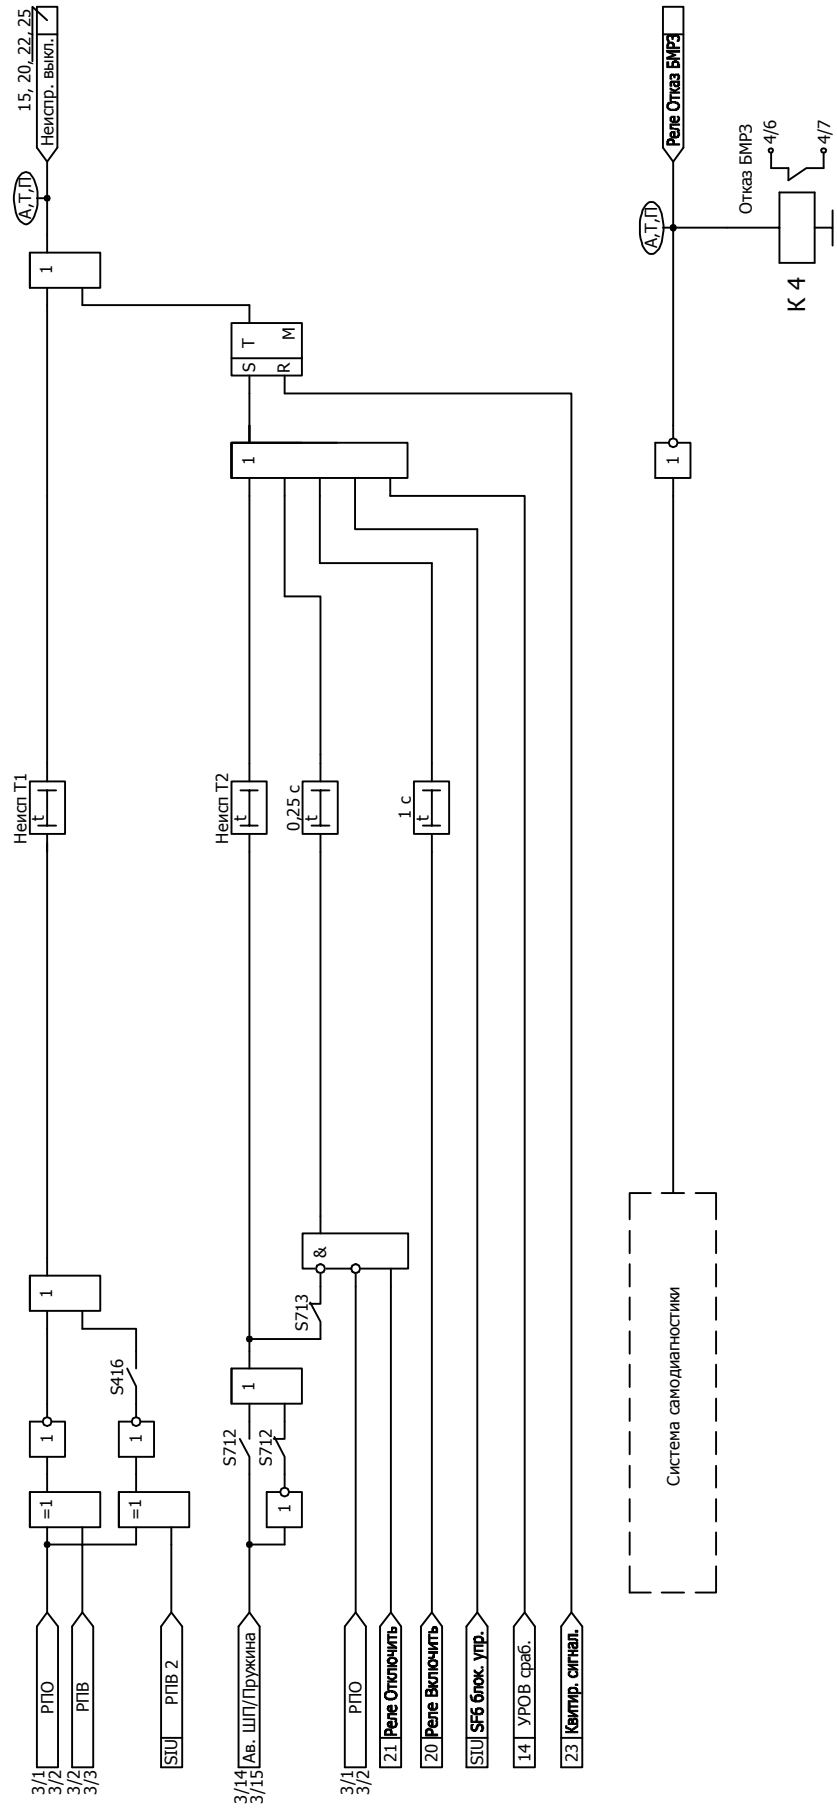 3/1
3/2
РПО
3/2
3/3
РПВ
SIU
РПВ 2
=1
=1
1
1
S416
1
Неисп Т1
t
1
А,Т,П
Неиспр. выкл.
15, 20, 22, 25
3/14
3/15
Ав. ШП/Пружина
1
S712
S712
1
S713
Неисп Т2
t
3/1
3/2
РПО
21
Реле Отключить
&
0,25 с
t
20
Реле Включить
1 с
t
SIU
SF6 блок. упр.
14
УРОВ сраб.
23
Квитир. сигнал.
1
S
T
R
M
Система самодиагностики
1
А,Т,П
Реле Отказ БМРЗ
К 4
Отказ БМРЗ
4/6
4/7